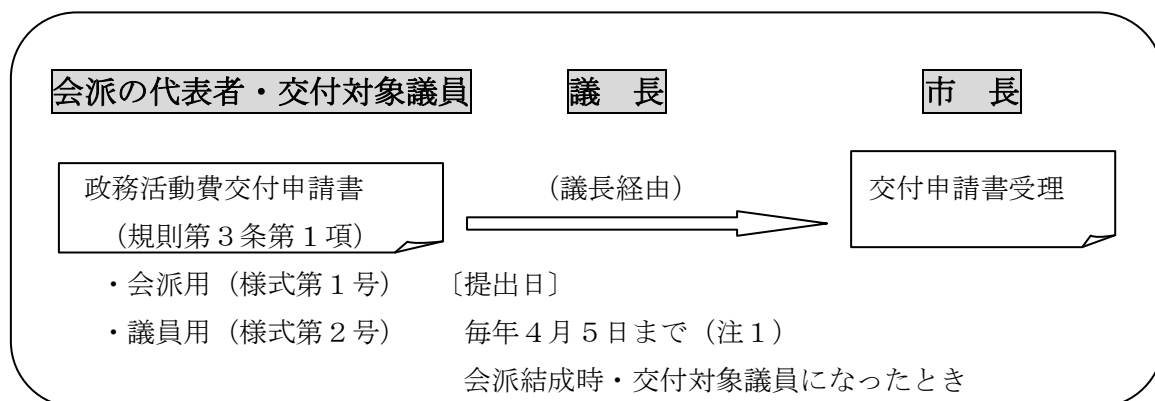 会派の代表者・交付対象議員　議　長　市　長
政務活動費交付申請書　（議長経由）　交付申請書受理
（規則第３条第１項）
・会派用（様式第１号）　〔提出日〕
・議員用（様式第２号）　毎年４月５日まで（注１）
会派結成時・交付対象議員になったとき